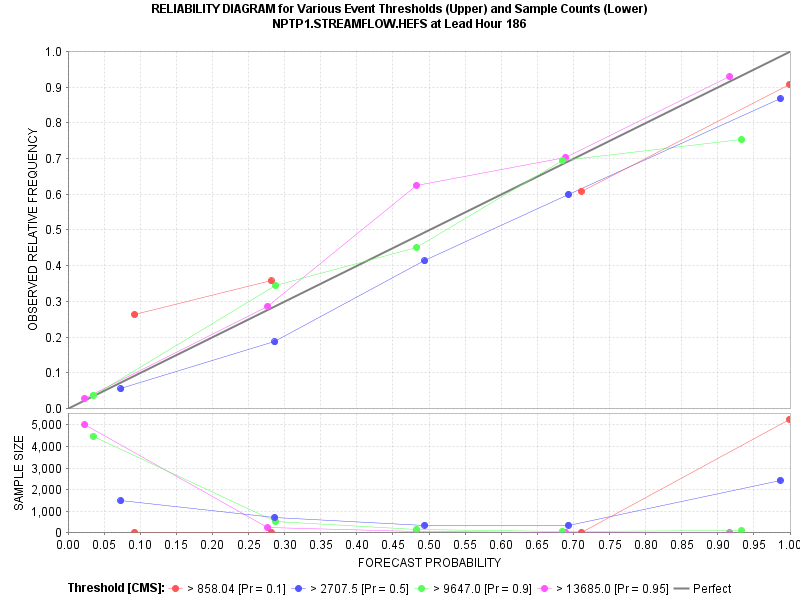 RELIABILITY DIAGRAM for Various Event Thresholds (Upper) and Sample Counts (Lower)
NPTP1.STREAMFLOW.HEFS at Lead Hour 186
OBSERVED RELATIVE FREQUENCY
1.0
0.9
0.8
0.7
0.6
0.5
0.4
0.3
0.2
0.1
0.0
SAMPLE SIZE
5,000
4,000
3,000
2,000
1,000
0
0.00 0.05 0.10 0.15 0.20 0.25 0.30 0.35 0.40 0.45 0.50 0.55 0.60 0.65 0.70 0.75 0.80 0.85 0.90 0.95 1.00
FORECAST PROBABILITY
Threshold [CMS]: > 858.04 [Pr = 0.1] > 2707.5 [Pr = 0.5] > 9647.0 [Pr = 0.9] > 13685.0 [Pr = 0.95] Perfect